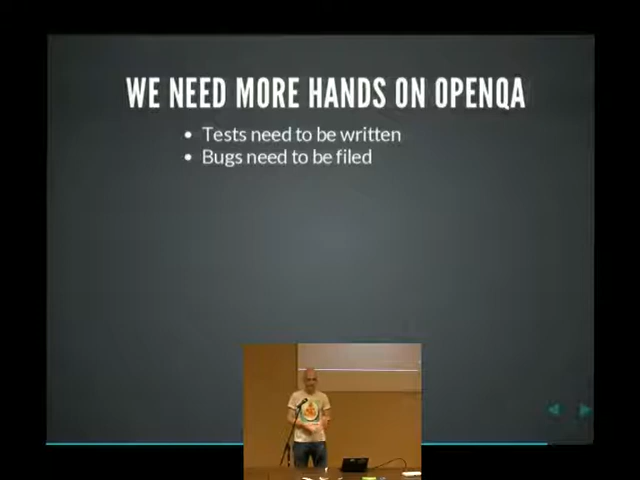 WE NEED MORE HANDS ON OPENQA
Tests need to be written
Bugs need to be filed